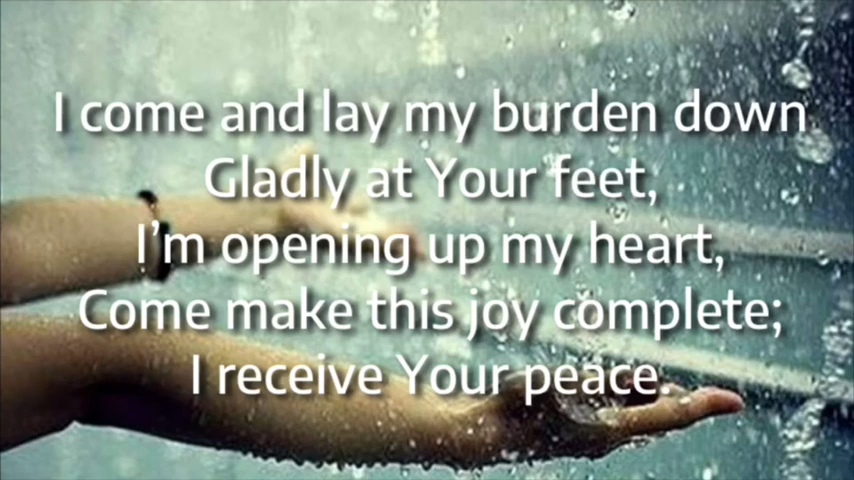 I come and lay my burden down
Gladly at Your feet,
I’m opening up my heart,
Come make this joy complete;
I receive Your peace.